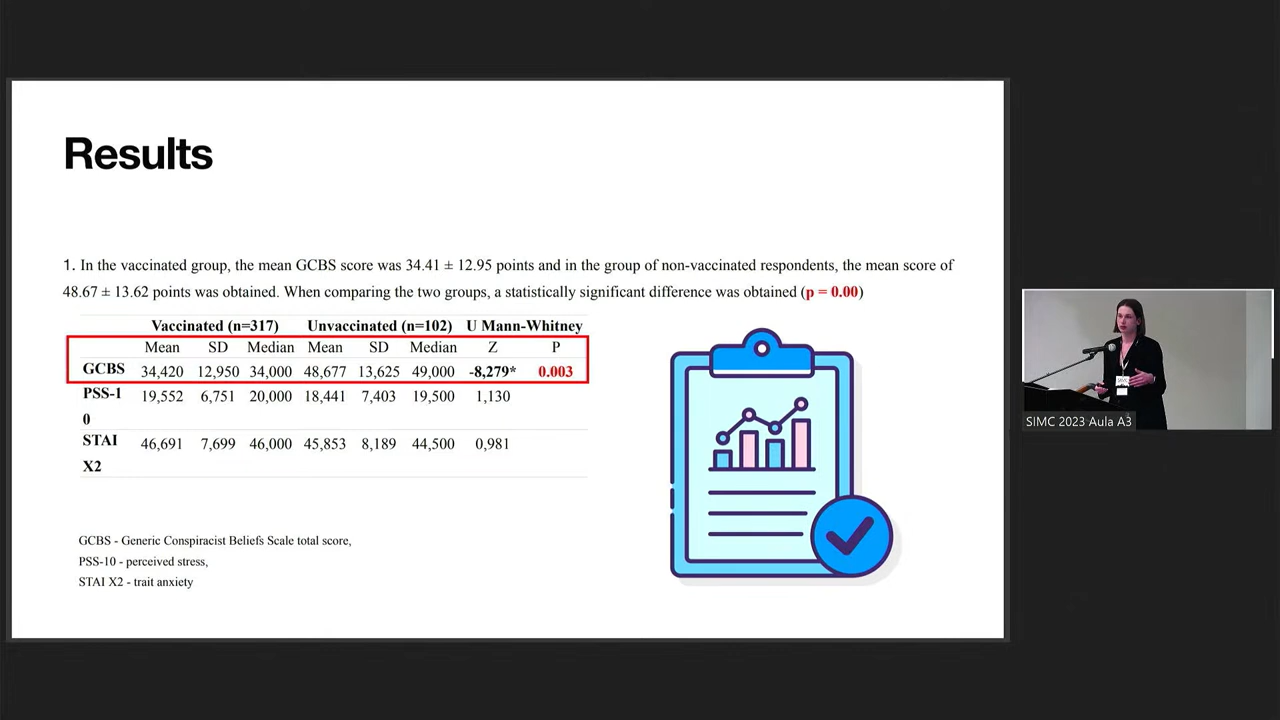 Results
1. In the vaccinated group, the mean GCBS score was 34.41 ± 12.95 points and in the group of non-vaccinated respondents, the mean score of
48.67 ± 13.62 points was obtained. When comparing the two groups, a statistically significant difference was obtained (p = 0.00)
Vaccinated (n=317) Unvaccinated (n=102) U Mann-Whitney
Mean SD Median Mean SD Median Z P
GCBS 34,420 12,950 34,000 48,677 13,625 49,000 -8,279* 0.003
PSS-1 19,552 6,751 20,000 18,441 7,403 19,500 1,130
0
STAI 46,691 7,699 46,000 45,853 8,189 44,500 0,981
X2
GCBS - Generic Conspiracist Beliefs Scale total score,
PSS-10 - perceived stress,
STAI X2 - trait anxiety
SIMC 2023 Aula A3